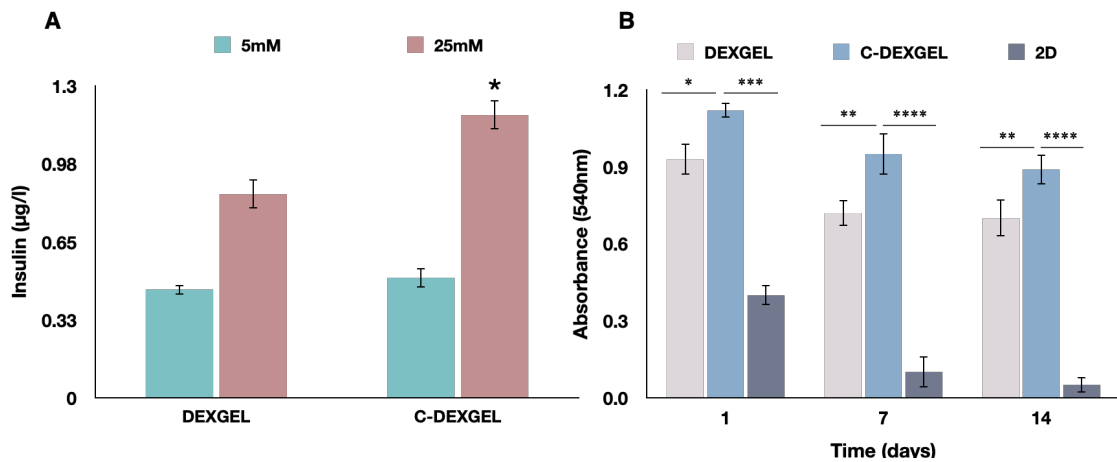 A
5mM
25mM
*
1.3
0.98
0.65
0.33
0
Insulin (µg/l)
DEXGEL
C-DEXGEL
B
DEXGEL
C-DEXGEL
2D
* ***
** ****
** ****
1.2
0.9
0.6
0.3
0.0
Absorbance (540nm)
1 7 14
Time (days)